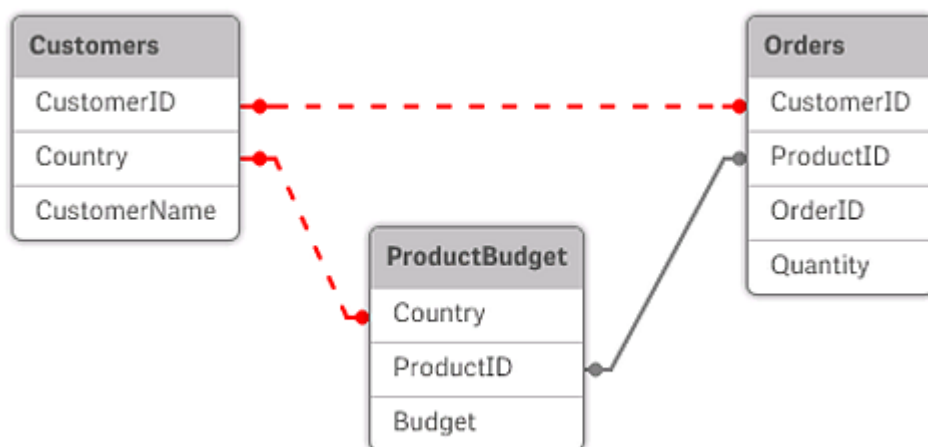 Customers
CustomerID
Country
CustomerName
ProductBudget
Country
ProductID
Budget
Orders
CustomerID
ProductID
OrderID
Quantity